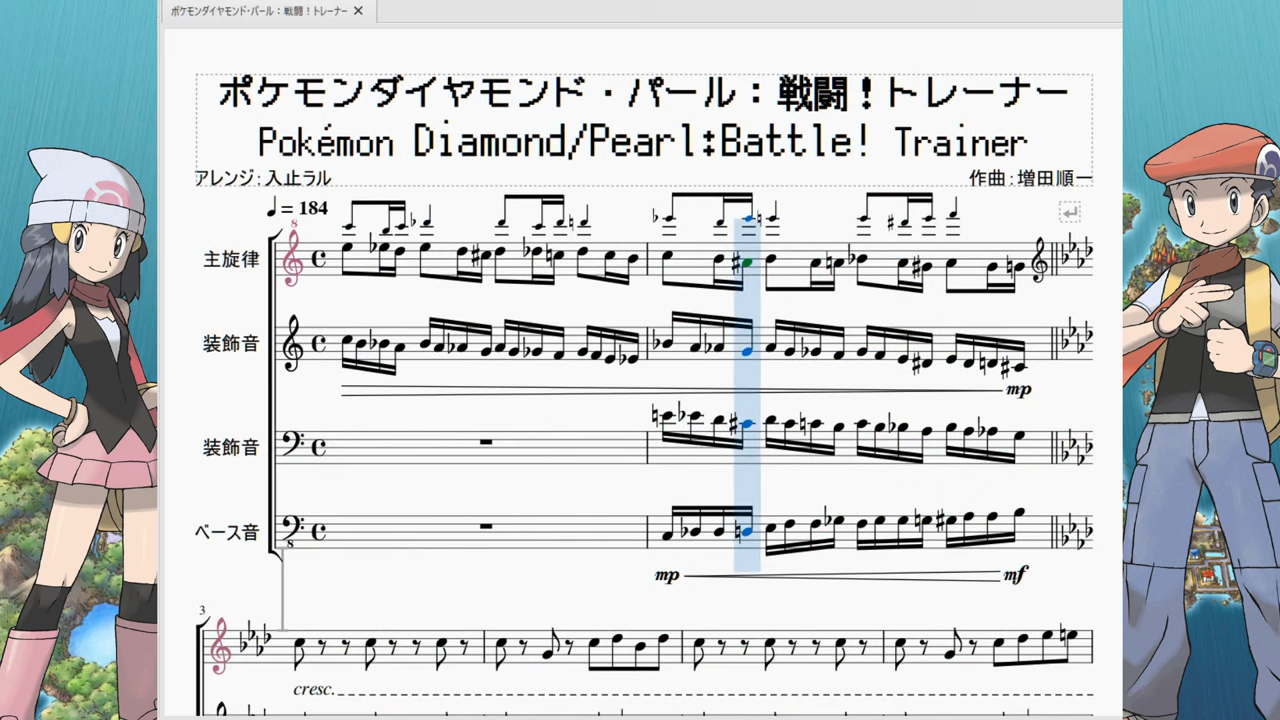 ポケモンダイヤモンド・パール：戦闘！トレーナー ✕
ポケモンダイヤモンド・パール：戦闘！トレーナー
Pokémon Diamond/Pearl:Battle! Trainer
アレンジ：入止ラル
作曲：増田順一
♩ = 184
8
主旋律
装飾音
mp
装飾音
ベース音
8
mp
mf
3
cresc.